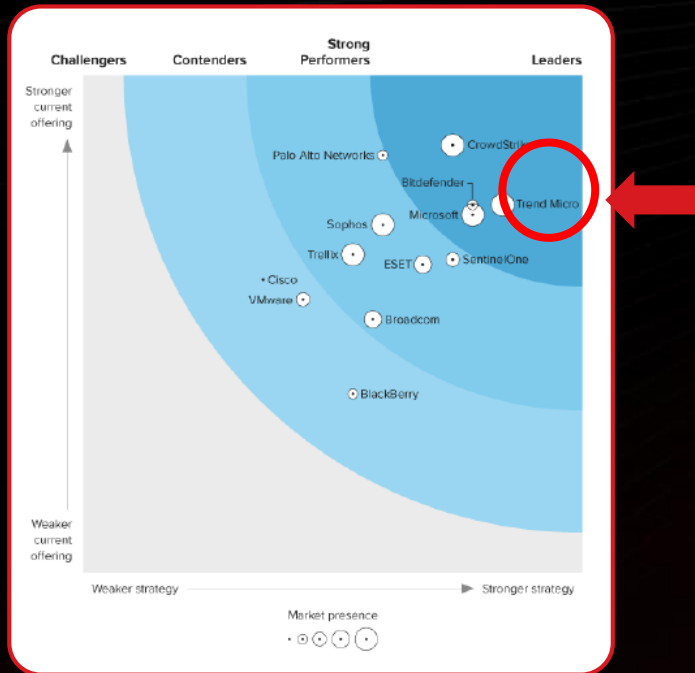 Strong
Challengers Contenders Performers Leaders
Stronger
current
offering
CrowdStrike
Palo Alto Networks
Bitdefender
Trend Micro
Microsoft
Sophos
Trellix
ESET
SentinelOne
Cisco
VMware
Broadcom
BlackBerry
Weaker
current
offering
Weaker strategy Stronger strategy
Market presence